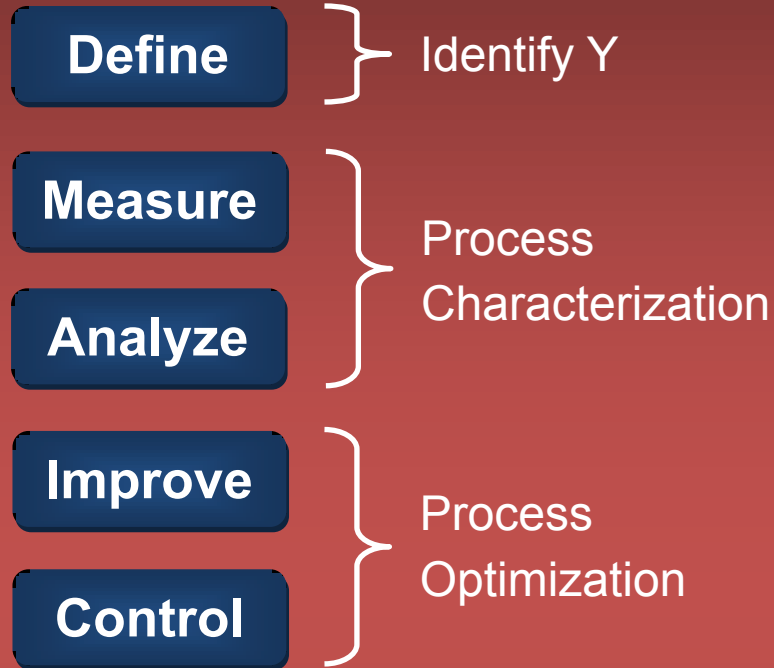 Define
Identify Y
Measure
Analyze
Process
Characterization
Improve
Control
Process
Optimization